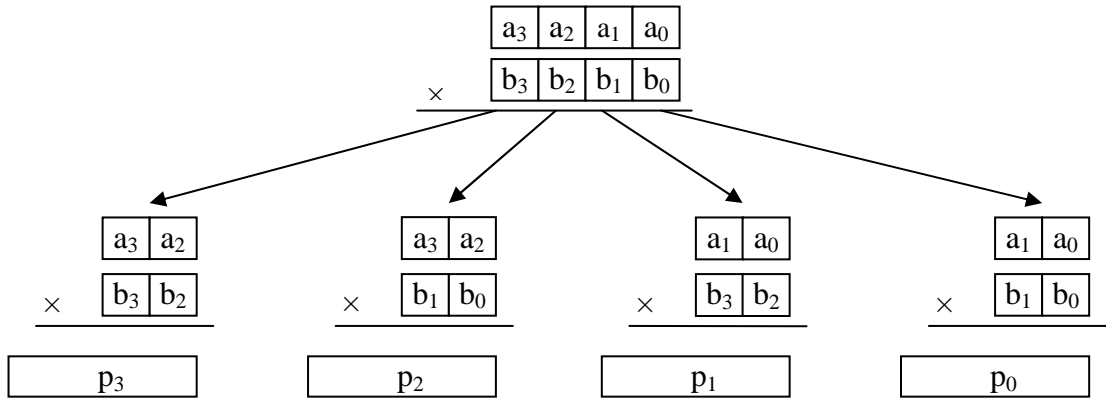 a₃ a₂ a₁ a₀
× b₃ b₂ b₁ b₀
a₃ a₂ a₃ a₂ a₁ a₀ a₁ a₀
× b₃ b₂ × b₁ b₀ × b₃ b₂ × b₁ b₀
p₃ p₂ p₁ p₀